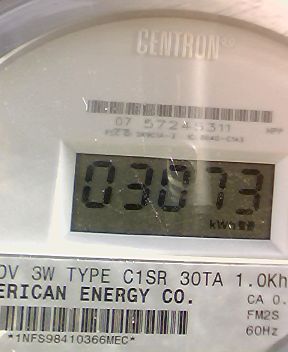 CENTRON®
07 57245311
03073
kWh
0V 3W TYPE C1SR 30TA 1.0Kh
ERICAN ENERGY CO.
CA 0.
FM2S
60Hz
*1NFS98410366MEC*